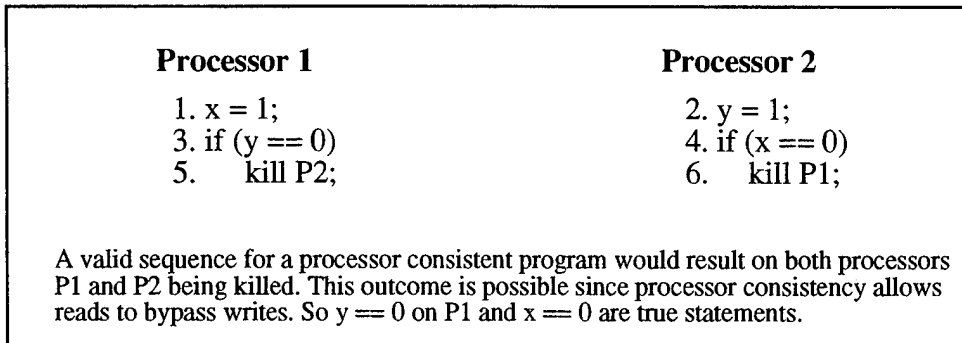 Processor 1 Processor 2
1. x = 1; 2. y = 1;
3. if (y == 0) 4. if (x == 0)
5. kill P2; 6. kill P1;
A valid sequence for a processor consistent program would result on both processors
P1 and P2 being killed. This outcome is possible since processor consistency allows
reads to bypass writes. So y == 0 on P1 and x == 0 are true statements.